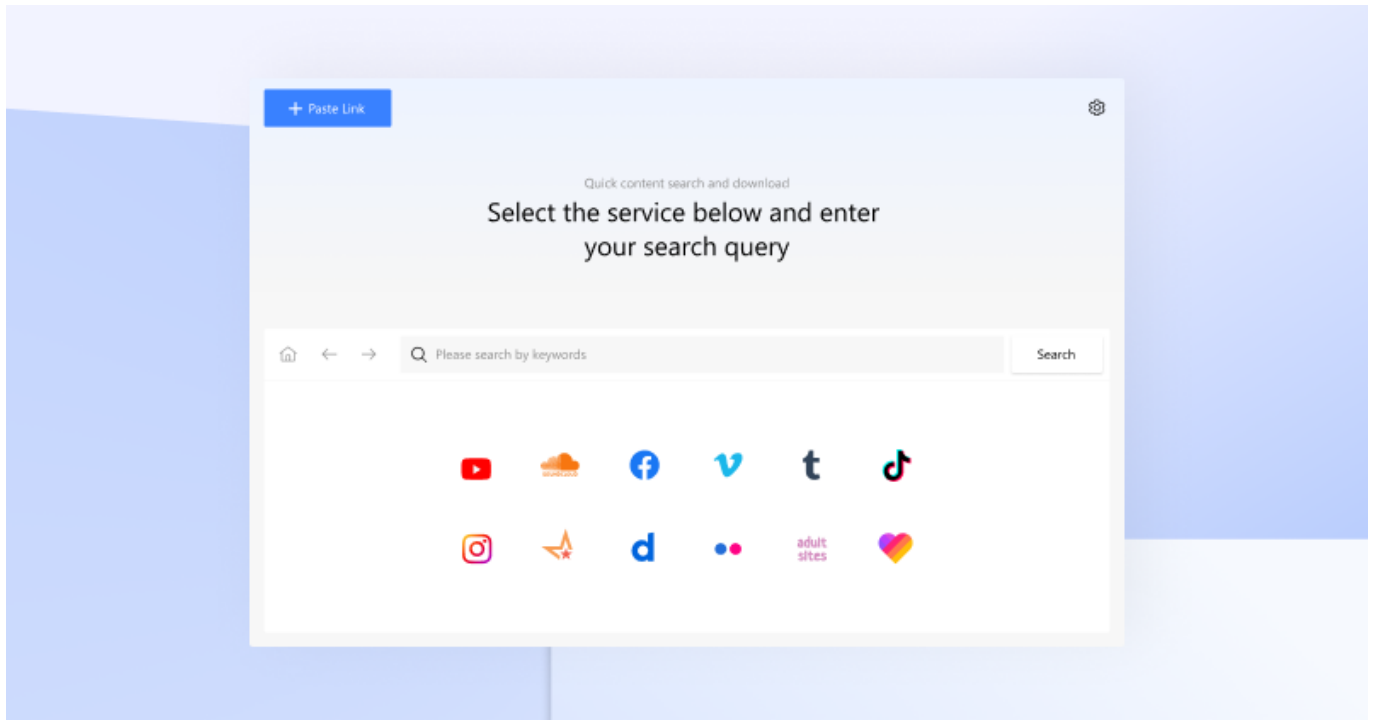 Paste Link
Quick content search and download
Select the service below and enter
your search query
Please search by keywords
Search
SOUNDCLOUD
t
d
adult
sites